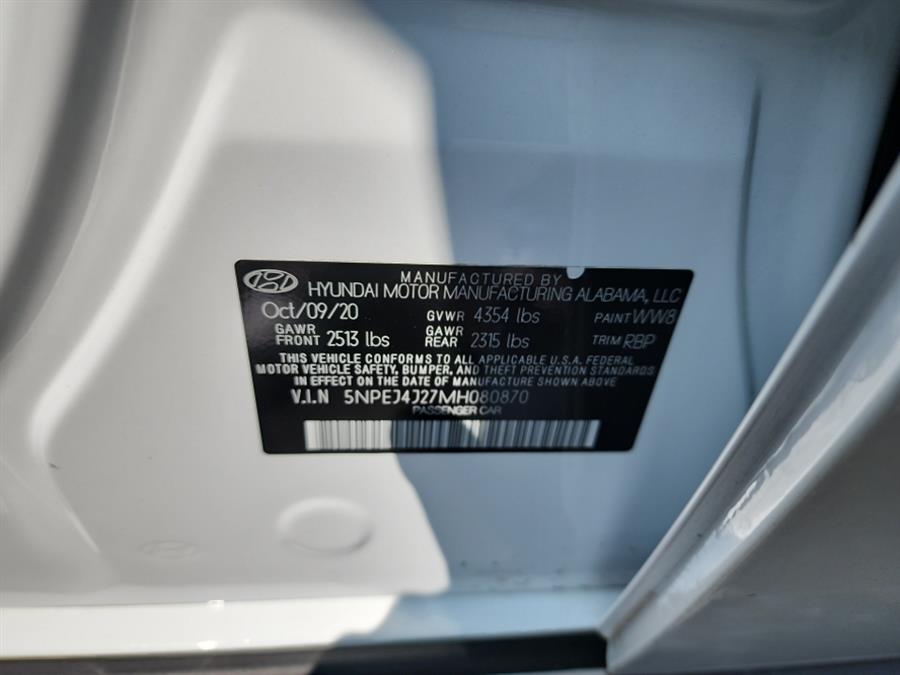 MANUFACTURED BY
HYUNDAI MOTOR MANUFACTURING ALABAMA, LLC
Oct/09/20 GVWR 4354 lbs PAINT WW8
GAWR FRONT 2513 lbs GAWR REAR 2315 lbs TRIM RBP
THIS VEHICLE CONFORMS TO ALL APPLICABLE U.S.A. FEDERAL
MOTOR VEHICLE SAFETY, BUMPER, AND THEFT PREVENTION STANDARDS
IN EFFECT ON THE DATE OF MANUFACTURE SHOWN ABOVE.
V.I.N 5NPEJ4J27MH080870
PASSENGER CAR